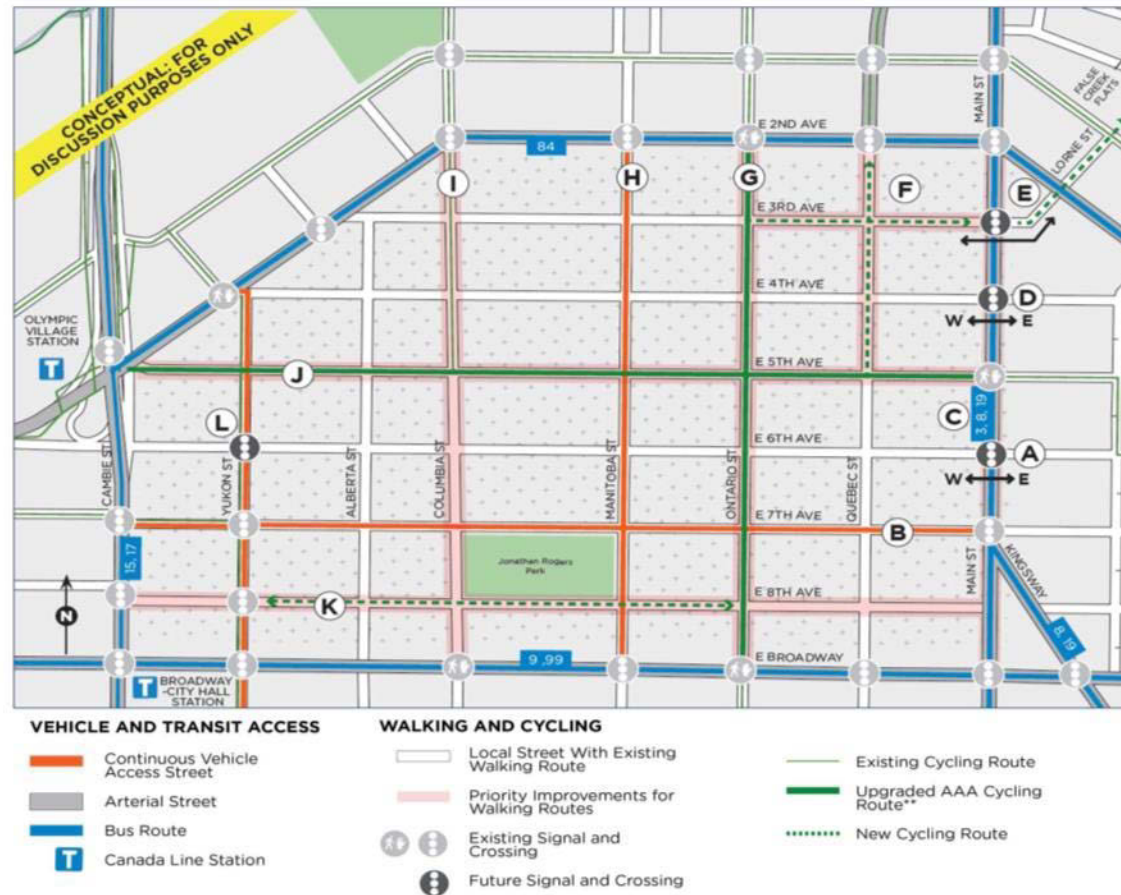 CONCEPTUAL: FOR
DISCUSSION PURPOSES ONLY
MAIN ST
FALSE
CREEK
FLATS
E 2ND AVE
84
LORNE ST
I
H
G
F
E
E 3RD AVE
E 4TH AVE
D
W
E
OLYMPIC
VILLAGE
STATION
T
E 5TH AVE
J
C
3, 8, 19
L
E 6TH AVE
A
CAMBIE ST
YUKON ST
ALBERTA ST
COLUMBIA ST
MANITOBA ST
ONTARIO ST
QUEBEC ST
W
E
E 7TH AVE
B
15, 17
Jonathan Rogers
Park
MAIN ST
KINGSWAY
N
K
E 8TH AVE
8, 19
9 ,99
E BROADWAY
T
BROADWAY
-CITY HALL
STATION
VEHICLE AND TRANSIT ACCESS
Continuous Vehicle
Access Street
Arterial Street
Bus Route
T
Canada Line Station
WALKING AND CYCLING
Local Street With Existing
Walking Route
Priority Improvements for
Walking Routes
Existing Signal and
Crossing
Future Signal and Crossing
Existing Cycling Route
Upgraded AAA Cycling
Route**
New Cycling Route